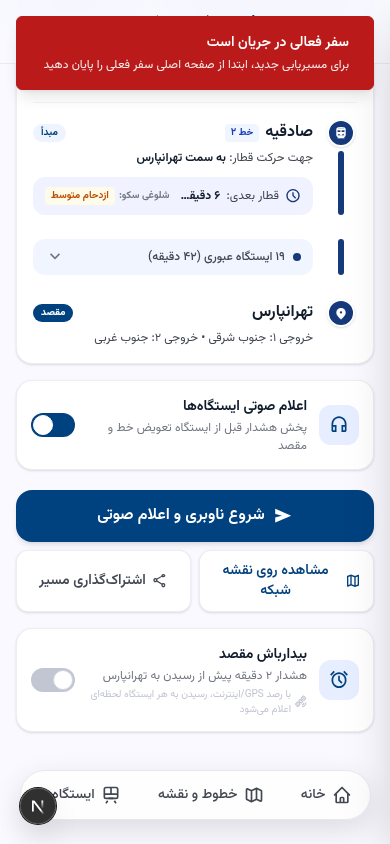 سفر فعالی در جریان است
برای مسیریابی جدید، ابتدا از صفحه اصلی سفر فعلی را پایان دهید
صادقیه خط ۲ مبدأ
جهت حرکت قطار: به سمت تهرانپارس
قطار بعدی: ۶ دقیقـ... شلوغی سکو: ازدحام متوسط
۱۹ ایستگاه عبوری (۴۲ دقیقه)
تهرانپارس مقصد
خروجی ۱: جنوب شرقی • خروجی ۲: جنوب غربی
اعلام صوتی ایستگاه‌ها
پخش هشدار قبل از ایستگاه تعویض خط و
مقصد
شروع ناوبری و اعلام صوتی
مشاهده روی نقشه
شبکه
اشتراک‌گذاری مسیر
بیدارباش مقصد
هشدار ۲ دقیقه پیش از رسیدن به تهرانپارس
با رصد GPS/اینترنت، رسیدن به هر ایستگاه لحظه‌ای
اعلام می‌شود
خانه خطوط و نقشه ایستگاه
N